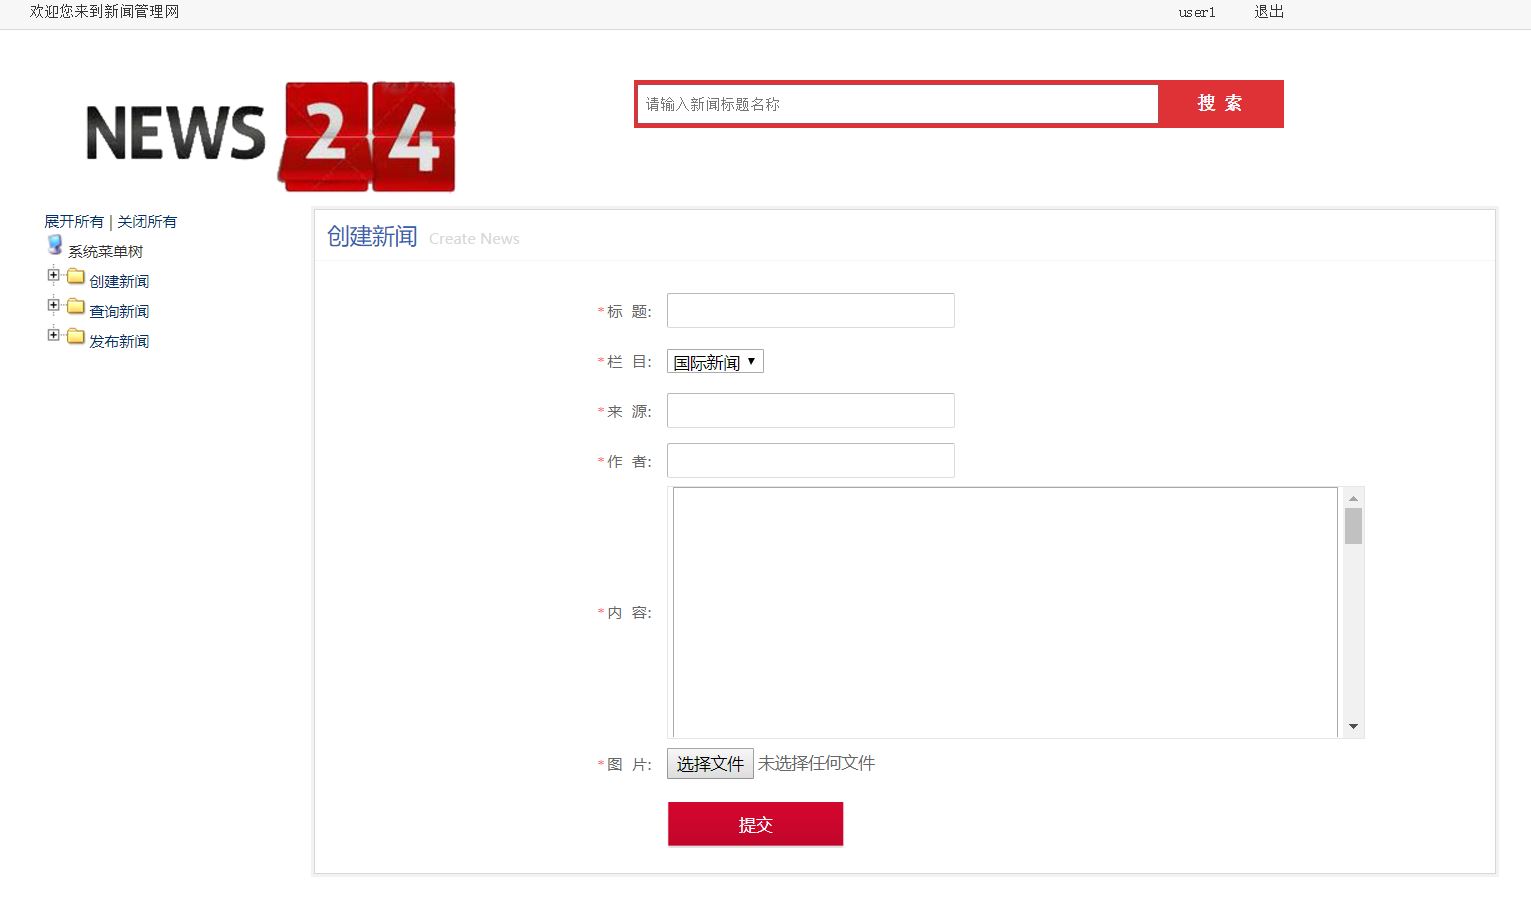 欢迎您来到新闻管理网 user1 退出
NEWS 24
请输入新闻标题名称 搜 索
展开所有 | 关闭所有
系统菜单树
创建新闻
查询新闻
发布新闻
创建新闻 Create News
*标 题:
*栏 目: 国际新闻
*来 源:
*作 者:
*内 容:
*图 片: 选择文件 未选择任何文件
提交